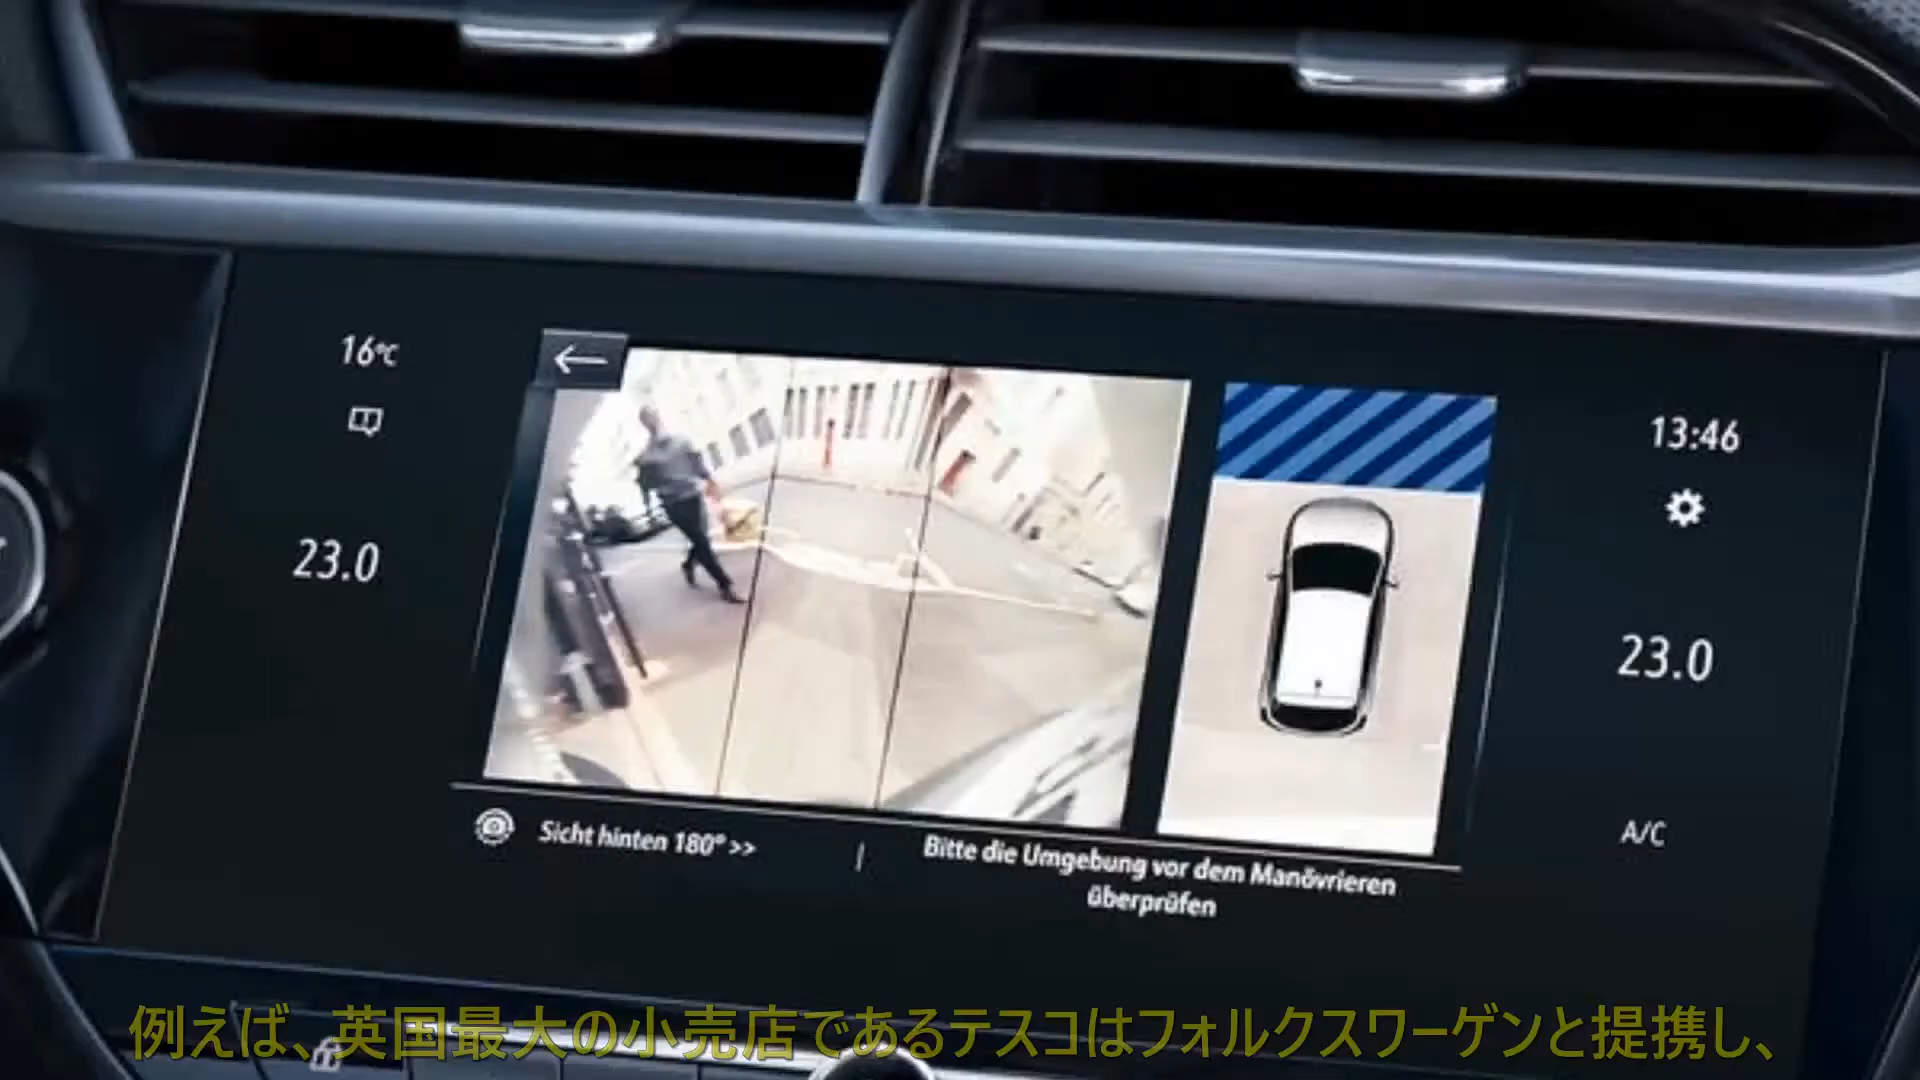 16°C
13:46
23.0
23.0
A/C
Sicht hinten 180° >>
Bitte die Umgebung vor dem Manövrieren
überprüfen
例えば、英国最大の小売店であるテスコはフォルクスワーゲンと提携し、